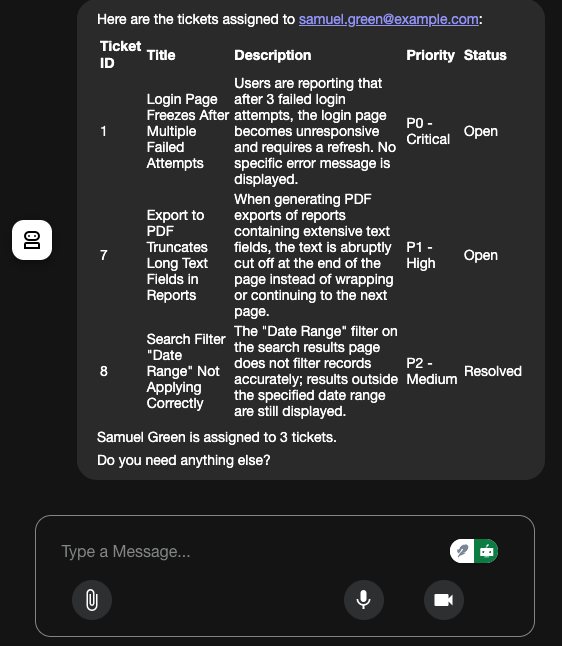 Here are the tickets assigned to samuel.green@example.com:
Ticket ID Title Description Priority Status
1 Login Page Freezes After Multiple Failed Attempts Users are reporting that after 3 failed login attempts, the login page becomes unresponsive and requires a refresh. No specific error message is displayed. P0 - Critical Open
7 Export to PDF Truncates Long Text Fields in Reports When generating PDF exports of reports containing extensive text fields, the text is abruptly cut off at the end of the page instead of wrapping or continuing to the next page. P1 - High Open
8 Search Filter "Date Range" Not Applying Correctly The "Date Range" filter on the search results page does not filter records accurately; results outside the specified date range are still displayed. P2 - Medium Resolved
Samuel Green is assigned to 3 tickets.
Do you need anything else?
Type a Message...